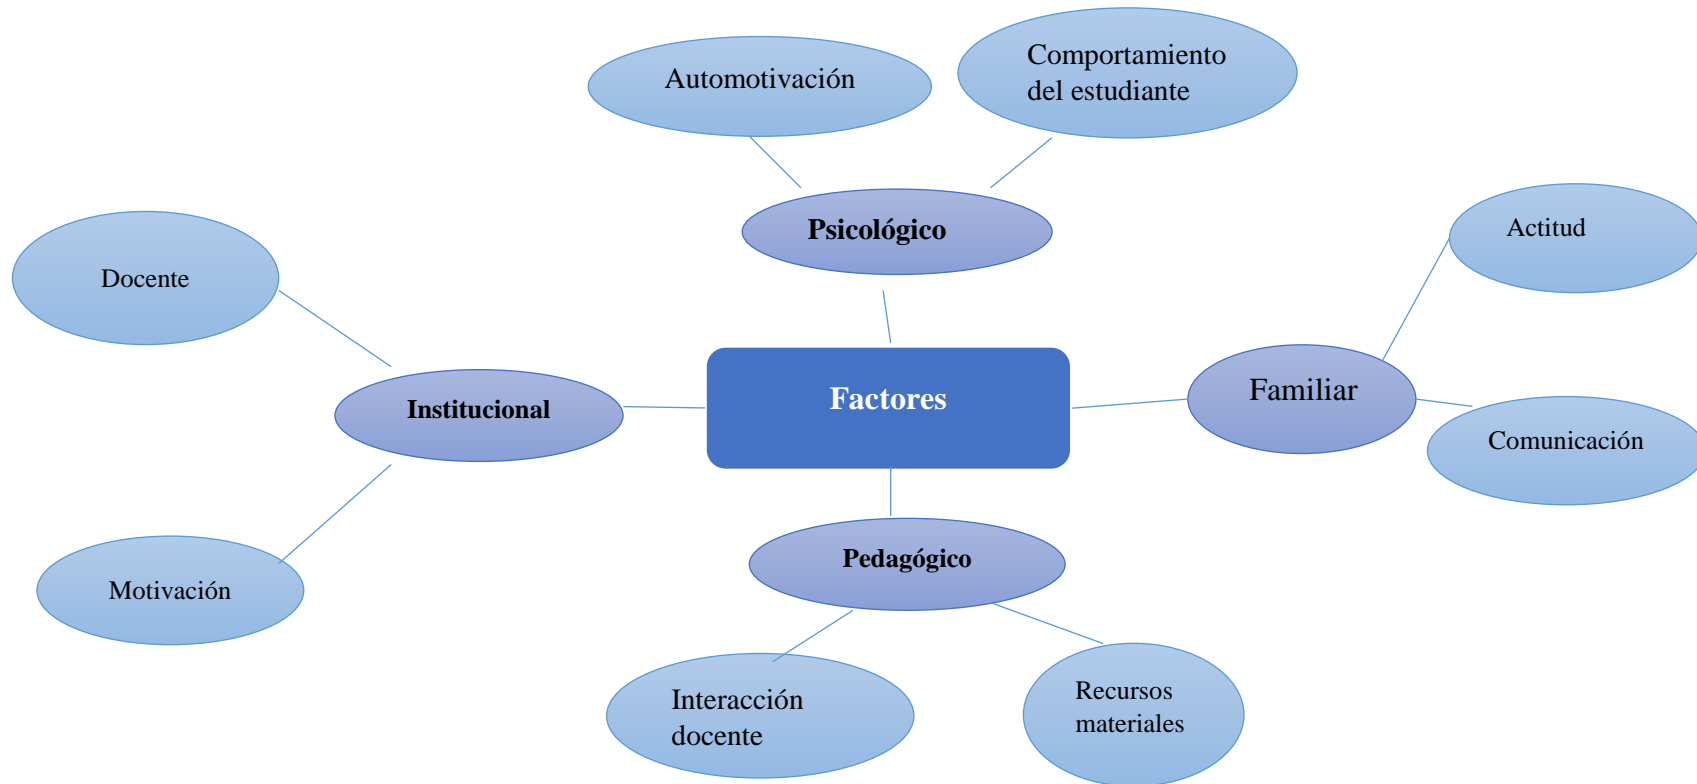 Automotivación
Comportamiento
del estudiante
Psicológico
Actitud
Docente
Familiar
Factores
Institucional
Comunicación
Pedagógico
Motivación
Interacción
docente
Recursos
materiales